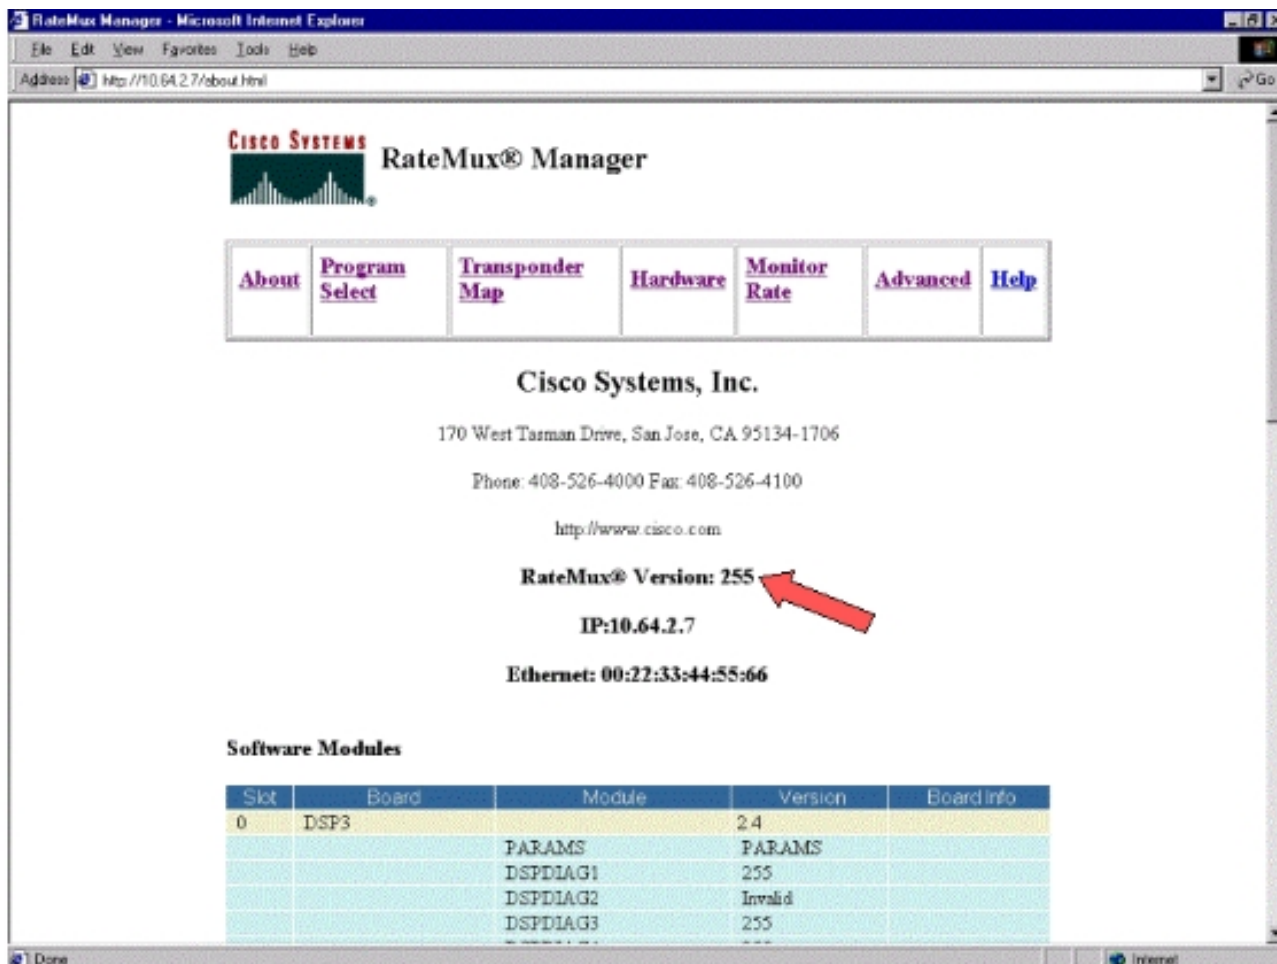 RateMux Manager - Microsoft Internet Explorer
File Edit View Favorites Tools Help
Address http://10.64.2.7/about.html Go
CISCO SYSTEMS
RateMux® Manager
About Program Select Transponder Map Hardware Monitor Rate Advanced Help
Cisco Systems, Inc.
170 West Tasman Drive, San Jose, CA 95134-1706
Phone: 408-526-4000 Fax: 408-526-4100
http://www.cisco.com
RateMux® Version: 255
IP:10.64.2.7
Ethernet: 00:22:33:44:55:66
Software Modules
Slot Board Module Version Board Info
0 DSP3 2.4
PARAMS PARAMS
DSPDIAG1 255
DSPDIAG2 Invalid
DSPDIAG3 255
Done Internet